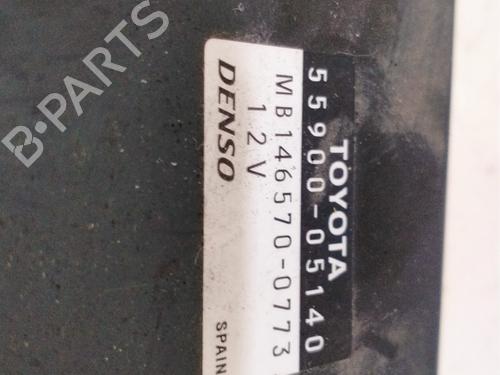 B-PARTS
TOYOTA
55900-05140
MB146570-0773
12V
DENSO
SPAIN